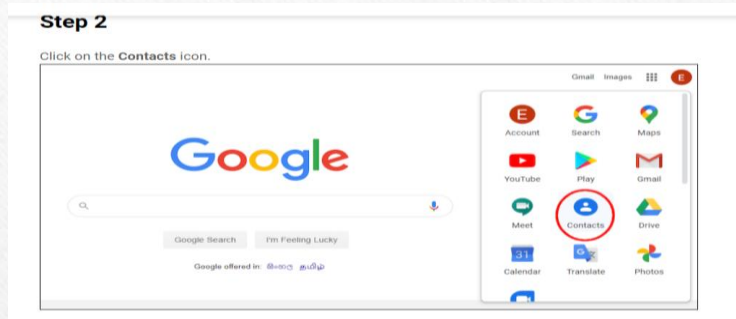 Step 2
Click on the Contacts icon.
Gmail Images E
E
Account Search Maps
Google
YouTube Play Gmail
Meet Contacts Drive
Google Search I'm Feeling Lucky
Google offered in: සිංහල தமிழ்
31
Calendar Translate Photos